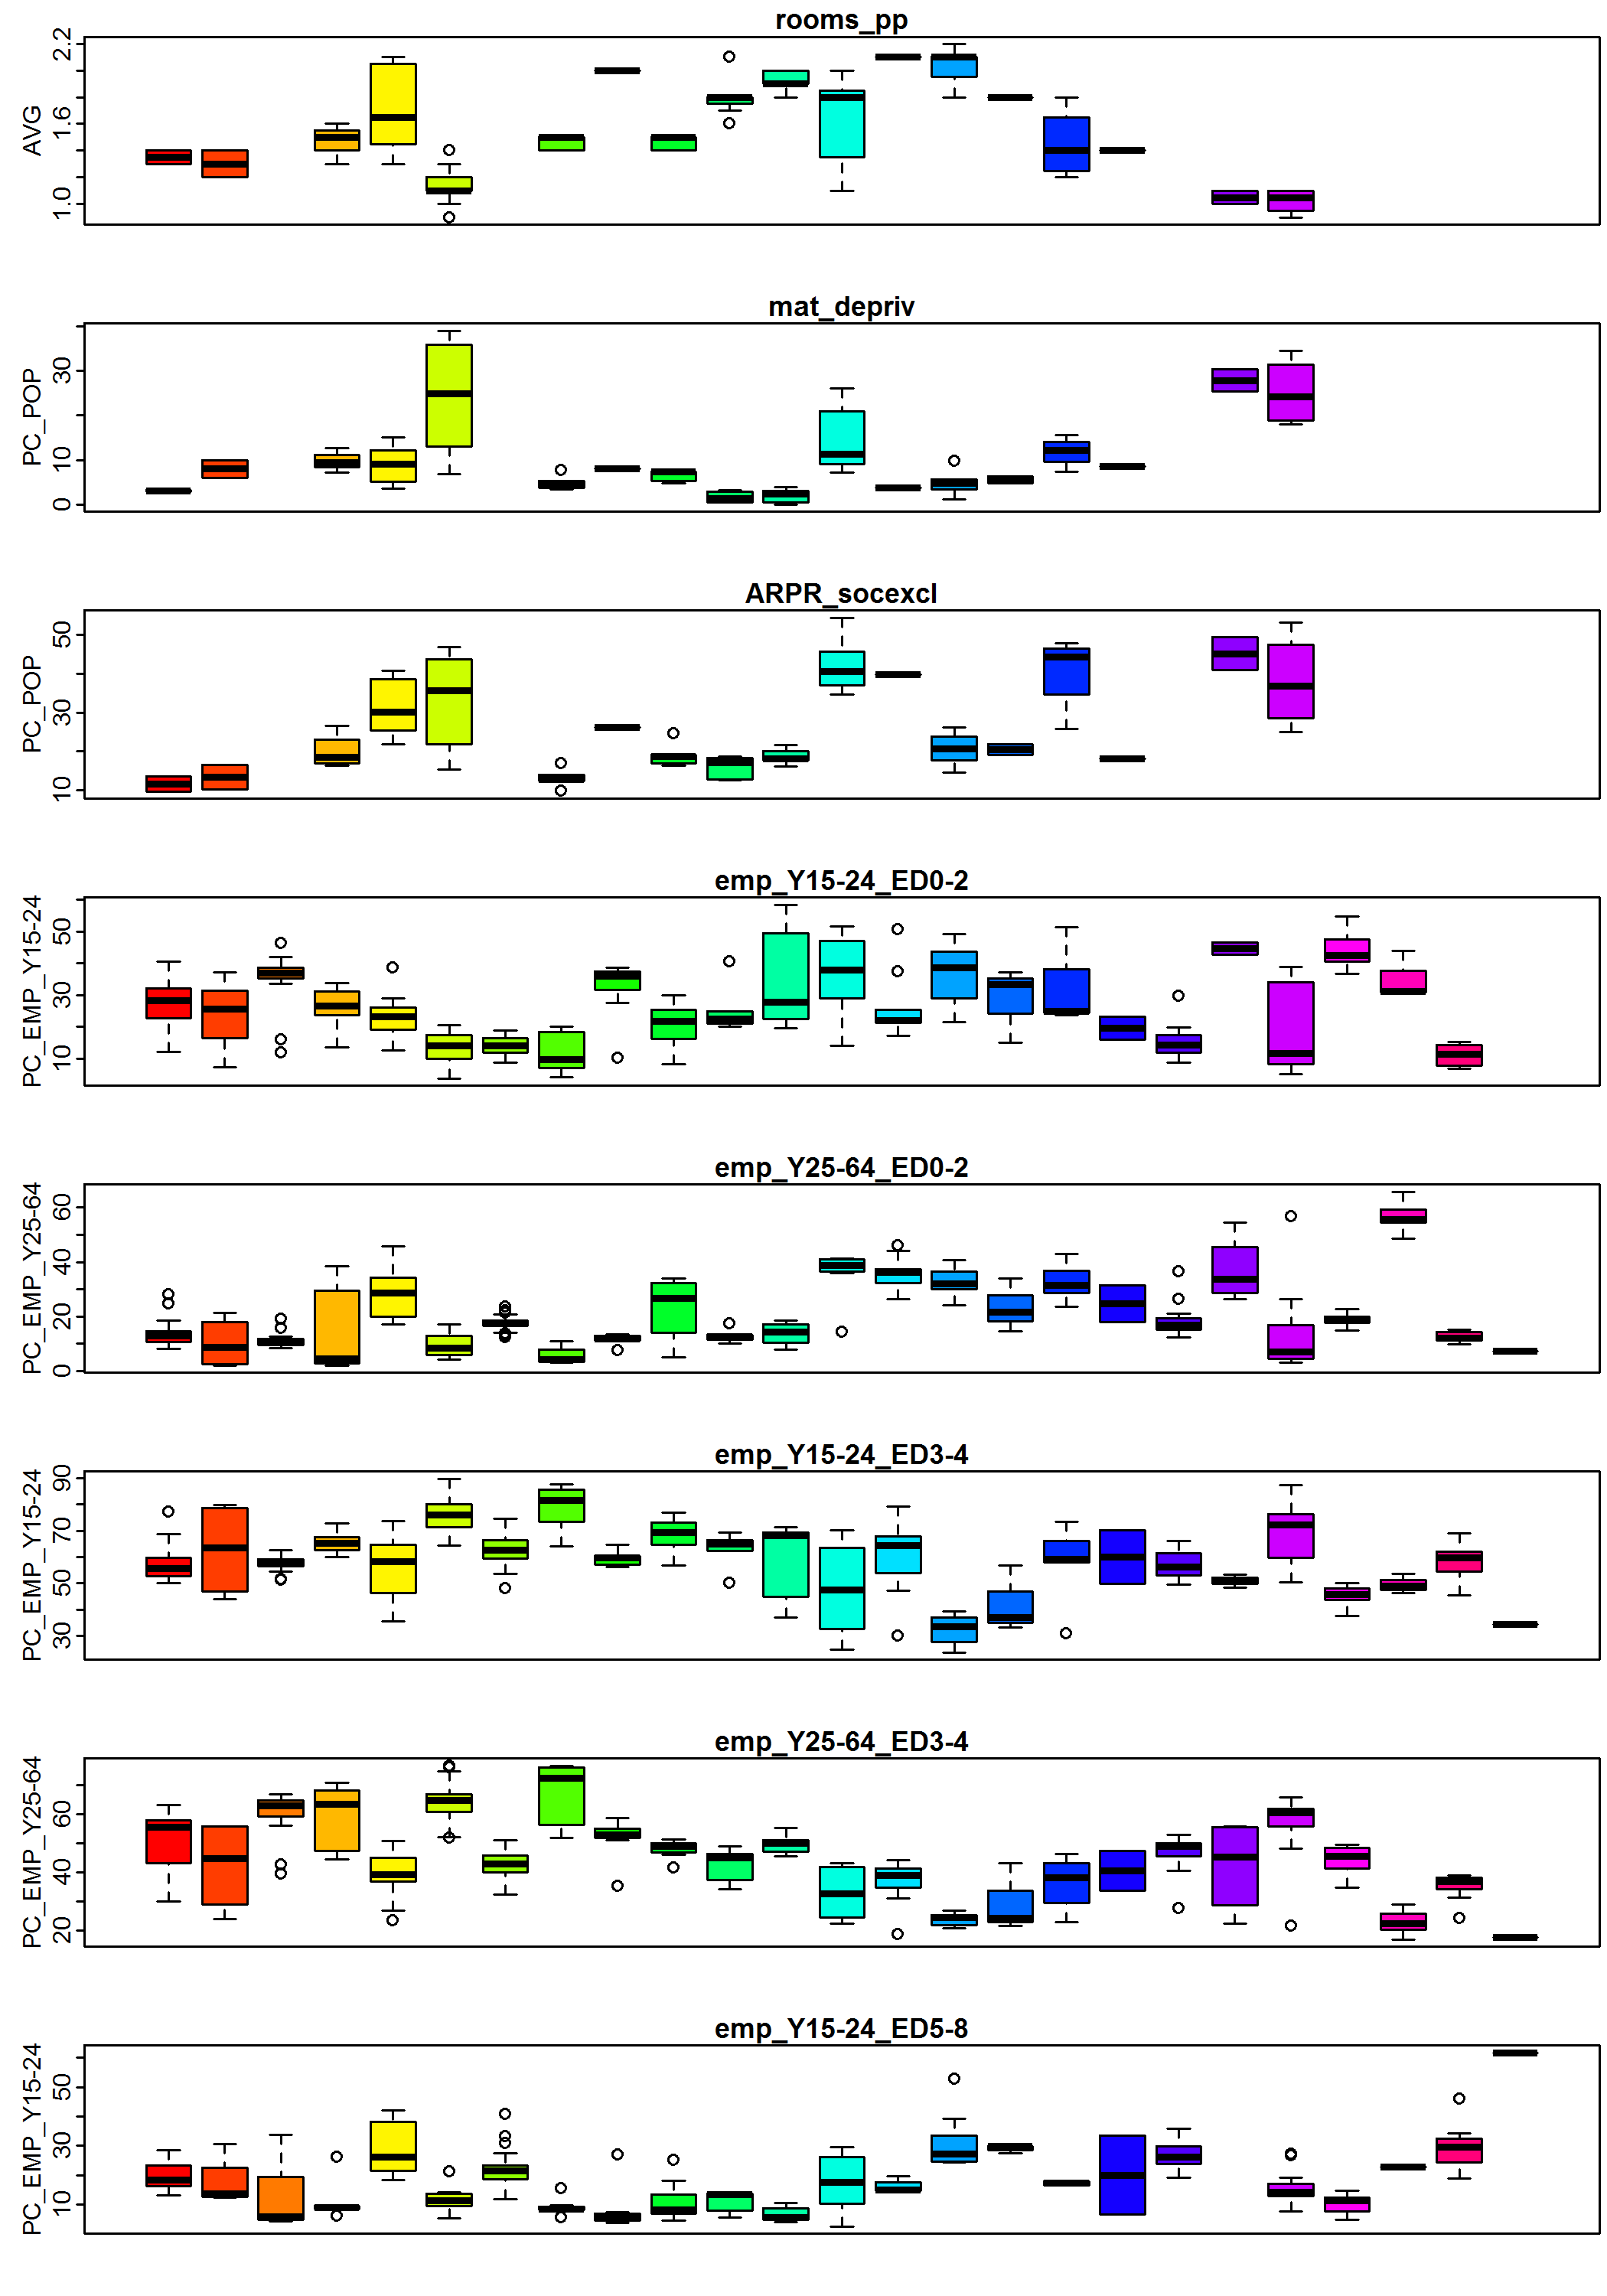 rooms_pp
AVG
1.0 1.6 2.2
mat_depriv
PC_POP
0 10 30
ARPR_socexcl
PC_POP
10 30 50
emp_Y15-24_ED0-2
PC_EMP_Y15-24
10 30 50
emp_Y25-64_ED0-2
PC_EMP_Y25-64
0 20 40 60
emp_Y15-24_ED3-4
PC_EMP_Y15-24
30 50 70 90
emp_Y25-64_ED3-4
PC_EMP_Y25-64
20 40 60
emp_Y15-24_ED5-8
PC_EMP_Y15-24
10 30 50